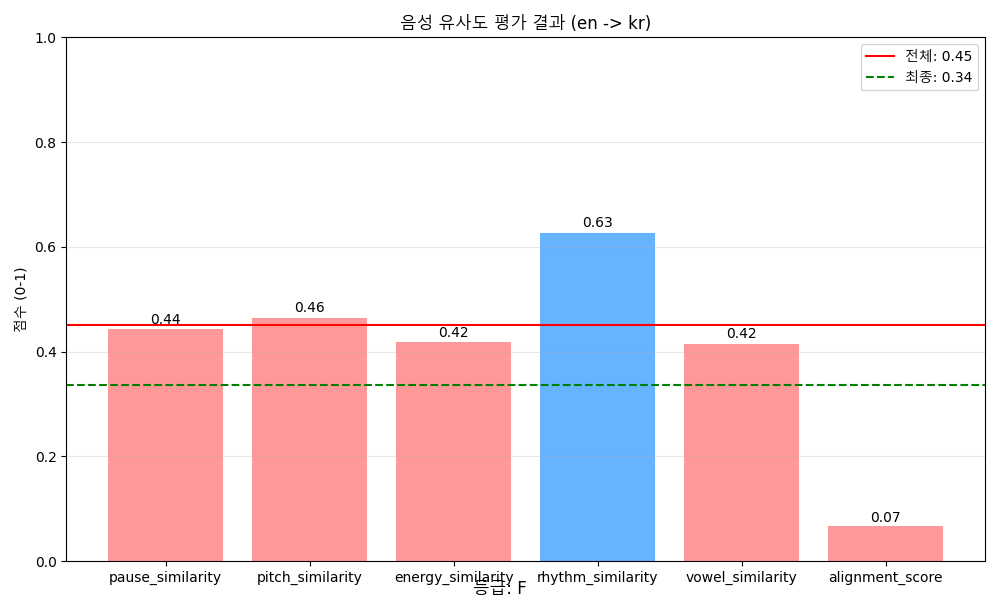 음성 유사도 평가 결과 (en -> kr)
전체: 0.45
최종: 0.34
점수 (0-1)
1.0
0.8
0.6
0.4
0.2
0.0
0.44
0.46
0.42
0.63
0.42
0.07
pause_similarity
pitch_similarity
energy_similarity
rhythm_similarity
vowel_similarity
alignment_score
등급: F